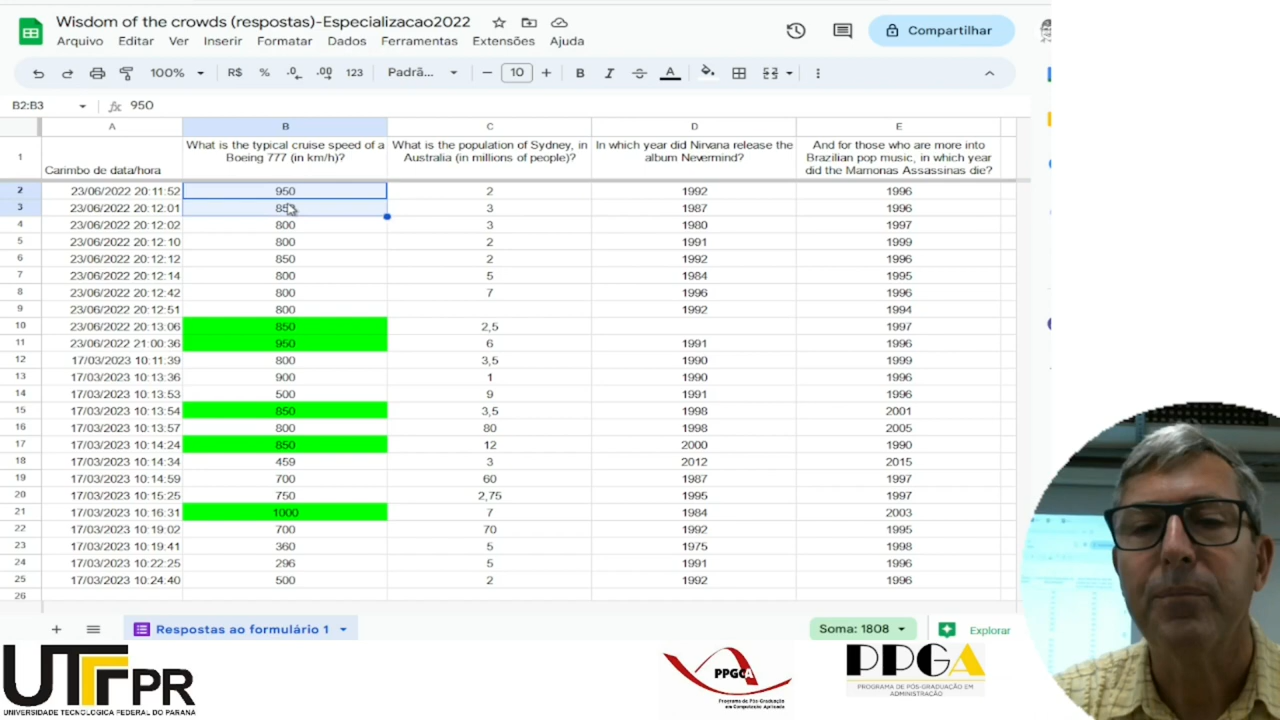 Wisdom of the crowds (respostas)-Especializacao2022
Arquivo Editar Ver Inserir Formatar Dados Ferramentas Extensões Ajuda
Compartilhar
100% R$ % .0 .00 123 Padrã... − 10 + B I A
B2:B3 fx 950
A B C D E
1 Carimbo de data/hora
What is the typical cruise speed of a
Boeing 777 (in km/h)?
What is the population of Sydney, in
Australia (in millions of people)?
In which year did Nirvana release the
album Nevermind?
And for those who are more into
Brazilian pop music, in which year
did the Mamonas Assassinas die?
2 23/06/2022 20:11:52 950 2 1992 1996
3 23/06/2022 20:12:01 3 1987 1996
4 23/06/2022 20:12:02 800 3 1980 1997
5 23/06/2022 20:12:10 800 2 1991 1999
6 23/06/2022 20:12:12 850 2 1992 1996
7 23/06/2022 20:12:14 800 5 1984 1995
8 23/06/2022 20:12:42 800 7 1996 1996
9 23/06/2022 20:12:51 800 1992 1994
10 23/06/2022 20:13:06 850 2,5 1997
11 23/06/2022 21:00:36 950 6 1991 1996
12 17/03/2023 10:11:39 800 3,5 1990 1999
13 17/03/2023 10:13:36 900 1 1990 1996
14 17/03/2023 10:13:53 500 9 1991 1996
15 17/03/2023 10:13:54 850 3,5 1998 2001
16 17/03/2023 10:13:57 800 80 1998 2005
17 17/03/2023 10:14:24 850 12 2000 1990
18 17/03/2023 10:14:34 459 3 2012 2015
19 17/03/2023 10:14:59 700 60 1987 1997
20 17/03/2023 10:15:25 750 2,75 1995 1997
21 17/03/2023 10:16:31 1000 7 1984 2003
22 17/03/2023 10:19:02 700 70 1992 1995
23 17/03/2023 10:19:41 360 5 1975 1998
24 17/03/2023 10:22:25 296 5 1991 1996
25 17/03/2023 10:24:40 500 2 1992 1996
26
+ Respostas ao formulário 1 Soma: 1808 Explorar
UTFPR
UNIVERSIDADE TECNOLÓGICA FEDERAL DO PARANÁ
PPGCA
Programa de Pós-Graduação
em Computação Aplicada
PPGA
PROGRAMA DE PÓS-GRADUAÇÃO EM
ADMINISTRAÇÃO